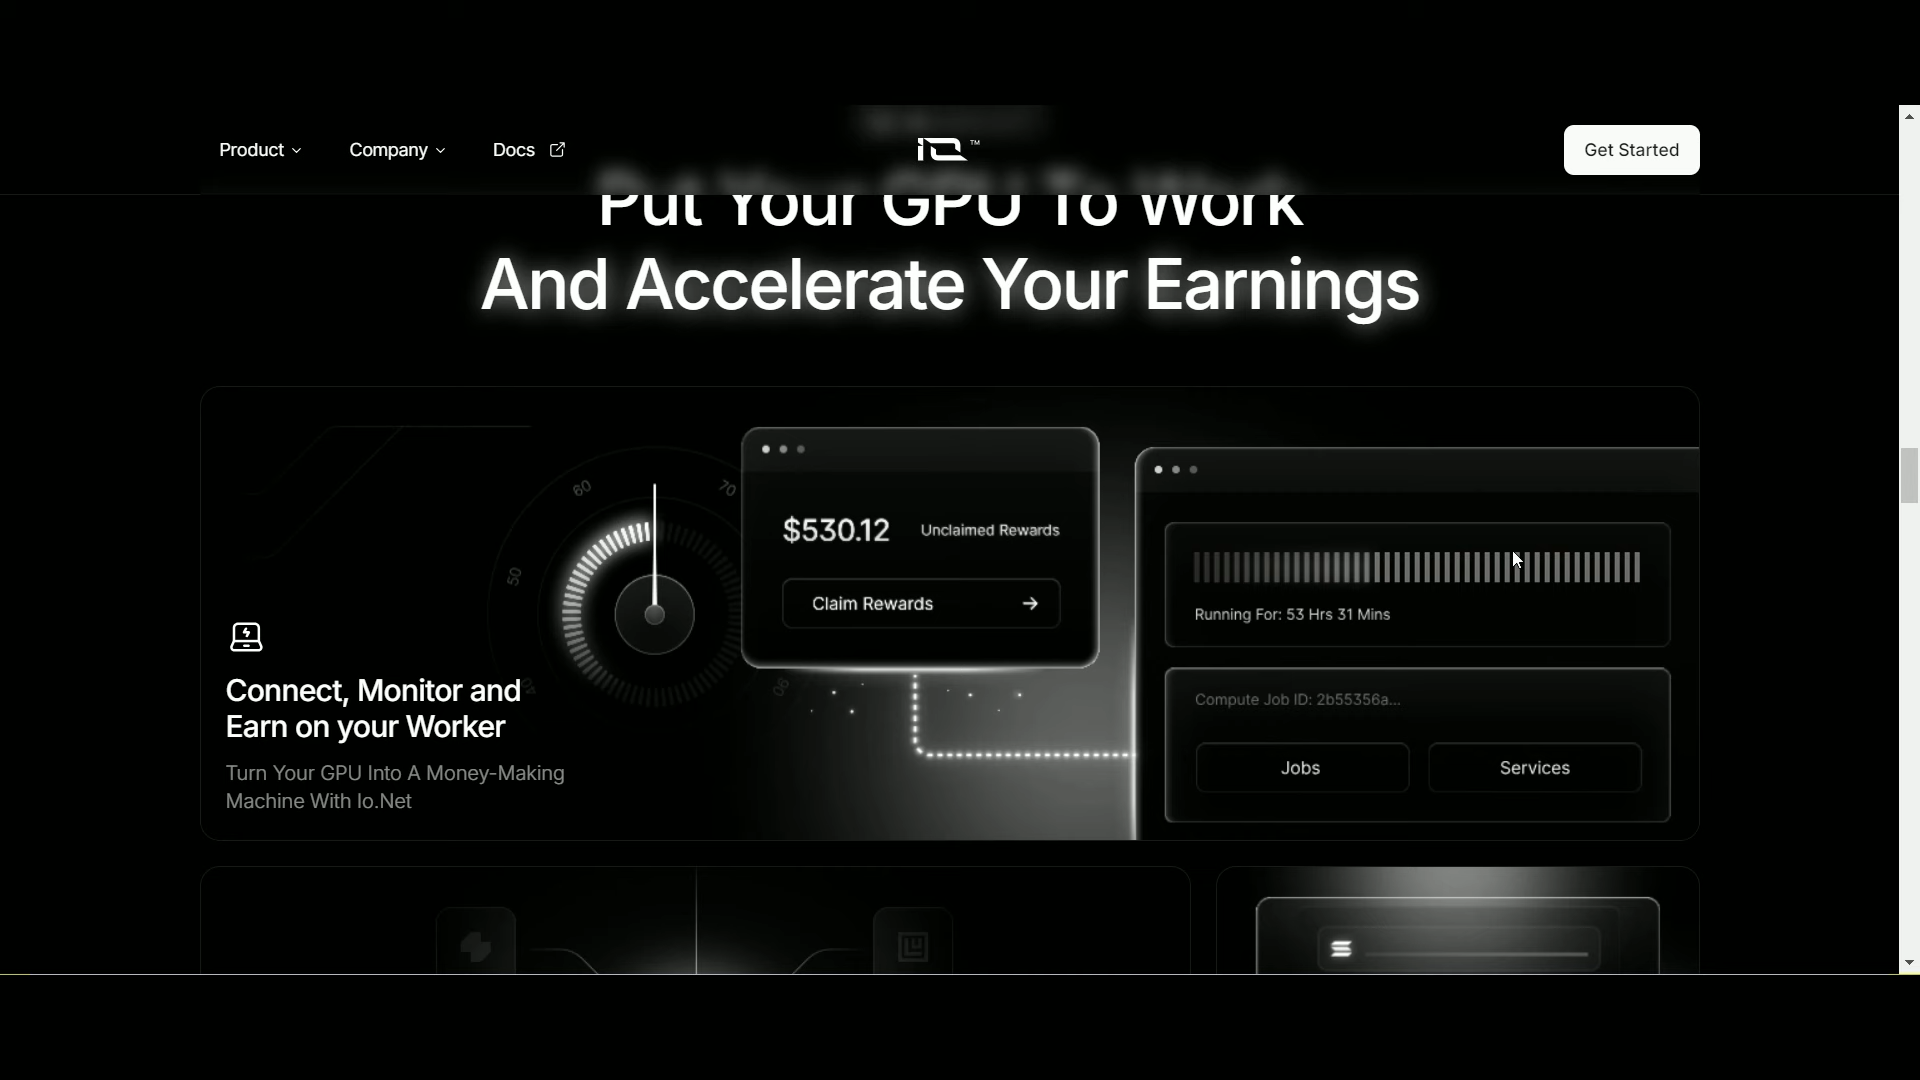 Product
Company
Docs
IO™
Get Started
Put Your GPU To Work
And Accelerate Your Earnings
60
70
50
$530.12
Unclaimed Rewards
Claim Rewards
Running For: 53 Hrs 31 Mins
90
Connect, Monitor and
Earn on your Worker
Compute Job ID: 2b55356a...
Jobs
Services
Turn Your GPU Into A Money-Making
Machine With Io.Net